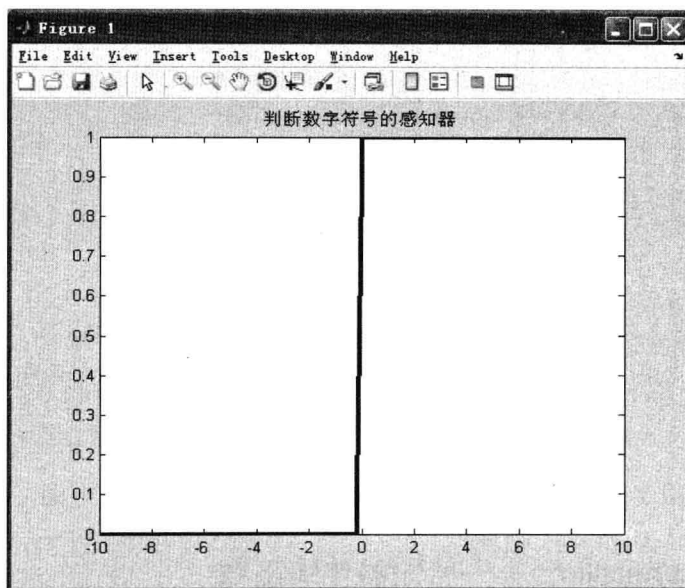 Figure 1
File Edit View Insert Tools Desktop Window Help
判断数字符号的感知器
1
0.9
0.8
0.7
0.6
0.5
0.4
0.3
0.2
0.1
0
-10 -8 -6 -4 -2 0 2 4 6 8 10